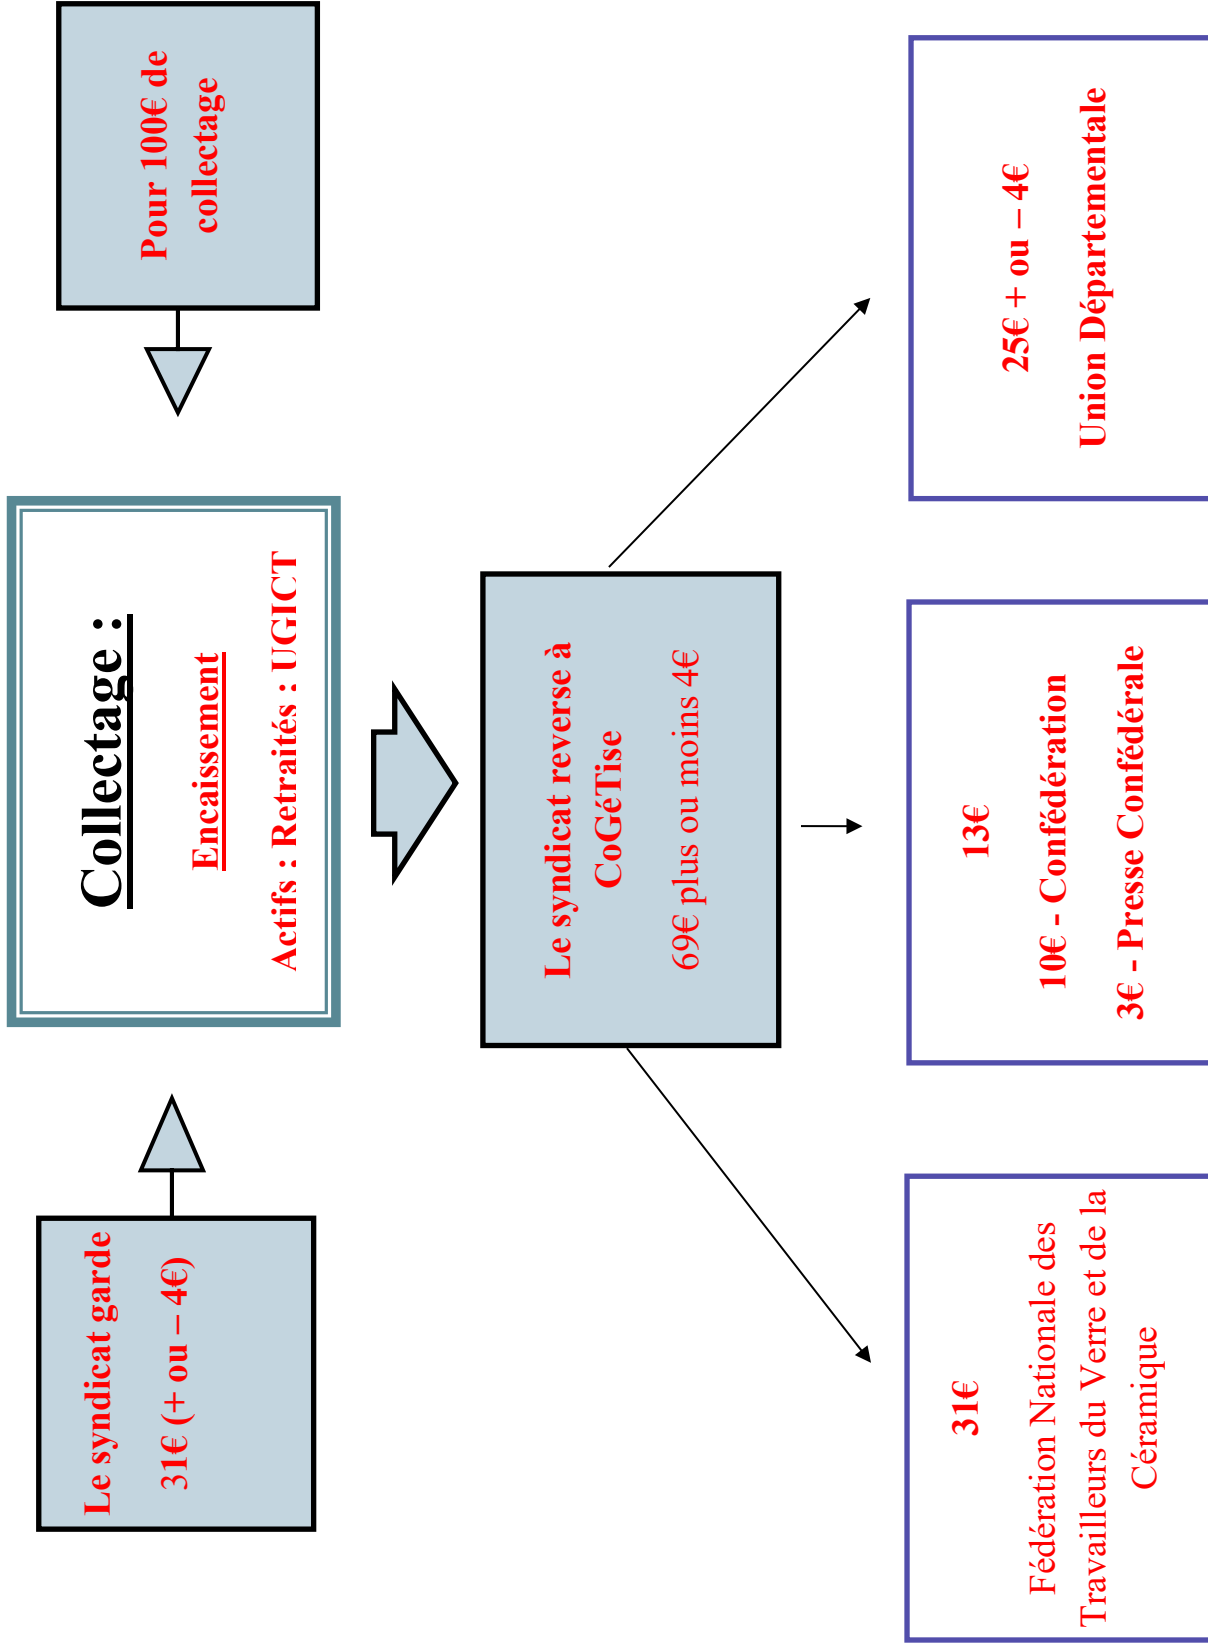 Collectage :
Encaissement
Actifs : Retraités : UGICT
Le syndicat garde
31€ (+ ou – 4€)
Pour 100€ de
collectage
Le syndicat reverse à
CoGéTise
69€ plus ou moins 4€
31€
Fédération Nationale des
Travailleurs du Verre et de la
Céramique
13€
10€ - Confédération
3€ - Presse Confédérale
25€ + ou – 4€
Union Départementale